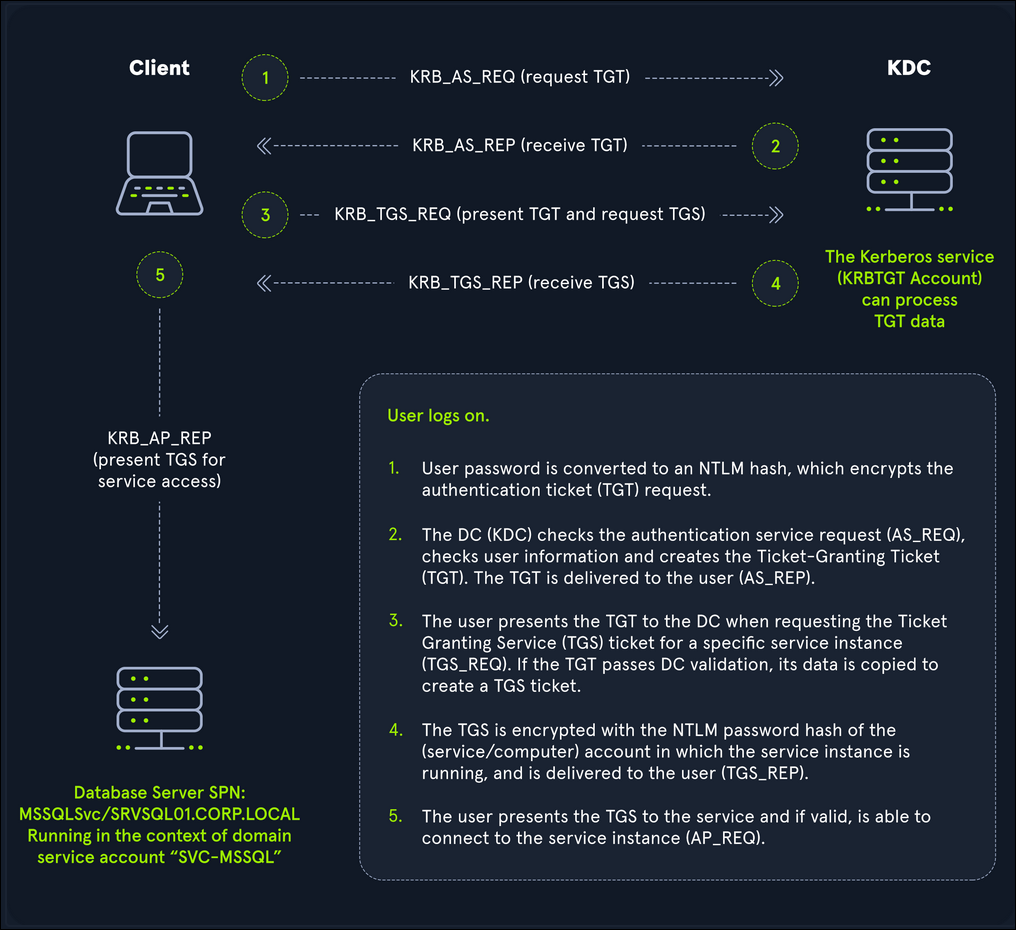 Client
1
KRB_AS_REQ (request TGT)
KDC
KRB_AS_REP (receive TGT)
2
3
KRB_TGS_REQ (present TGT and request TGS)
5
KRB_TGS_REP (receive TGS)
4
The Kerberos service
(KRBTGT Account)
can process
TGT data
KRB_AP_REP
(present TGS for
service access)
User logs on.
1. User password is converted to an NTLM hash, which encrypts the
authentication ticket (TGT) request.
2. The DC (KDC) checks the authentication service request (AS_REQ),
checks user information and creates the Ticket-Granting Ticket
(TGT). The TGT is delivered to the user (AS_REP).
3. The user presents the TGT to the DC when requesting the Ticket
Granting Service (TGS) ticket for a specific service instance
(TGS_REQ). If the TGT passes DC validation, its data is copied to
create a TGS ticket.
4. The TGS is encrypted with the NTLM password hash of the
(service/computer) account in which the service instance is
running, and is delivered to the user (TGS_REP).
5. The user presents the TGS to the service and if valid, is able to
connect to the service instance (AP_REQ).
Database Server SPN:
MSSQLSvc/SRVSQL01.CORP.LOCAL
Running in the context of domain
service account “SVC-MSSQL”